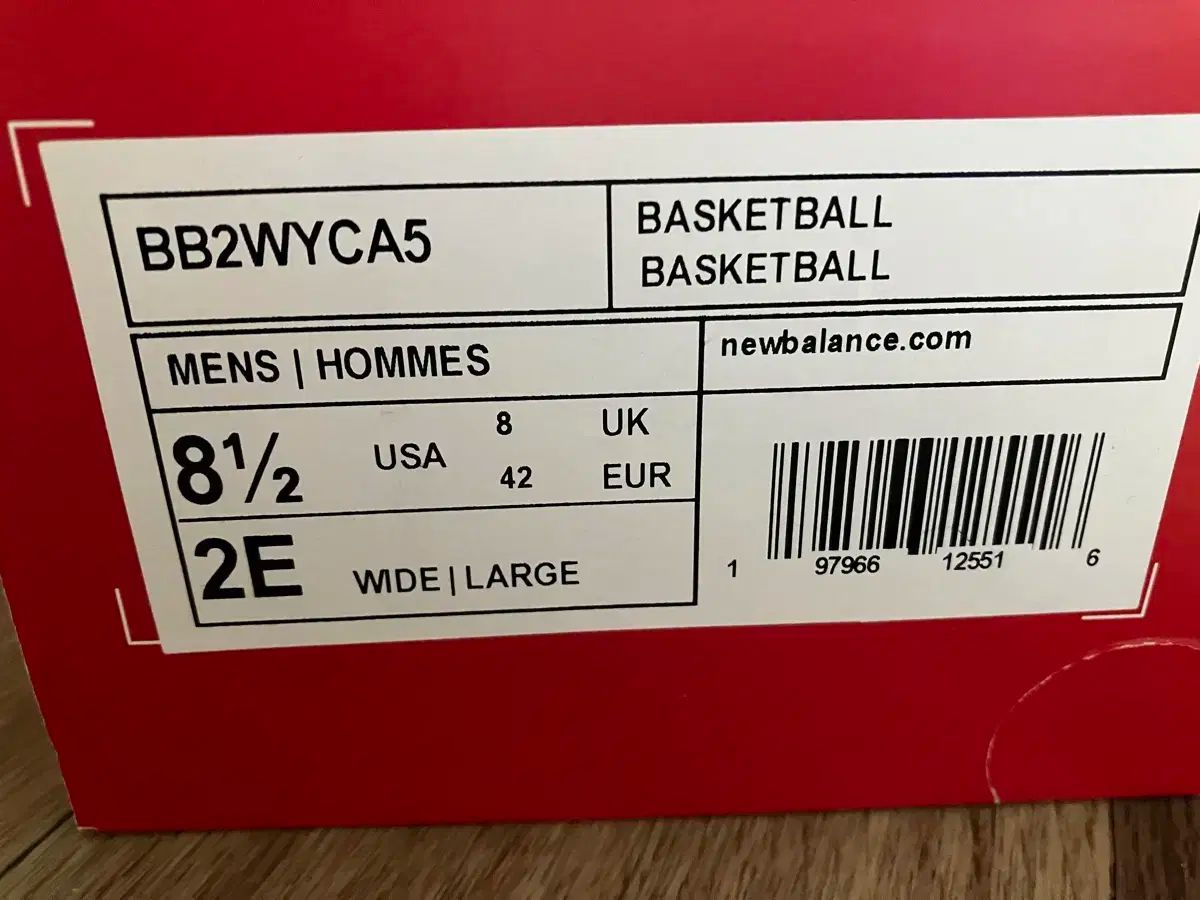 BB2WYCA5
BASKETBALL
BASKETBALL
MENS | HOMMES
newbalance.com
8½ USA 8 UK
42 EUR
2E WIDE | LARGE
1 97966 12551 6